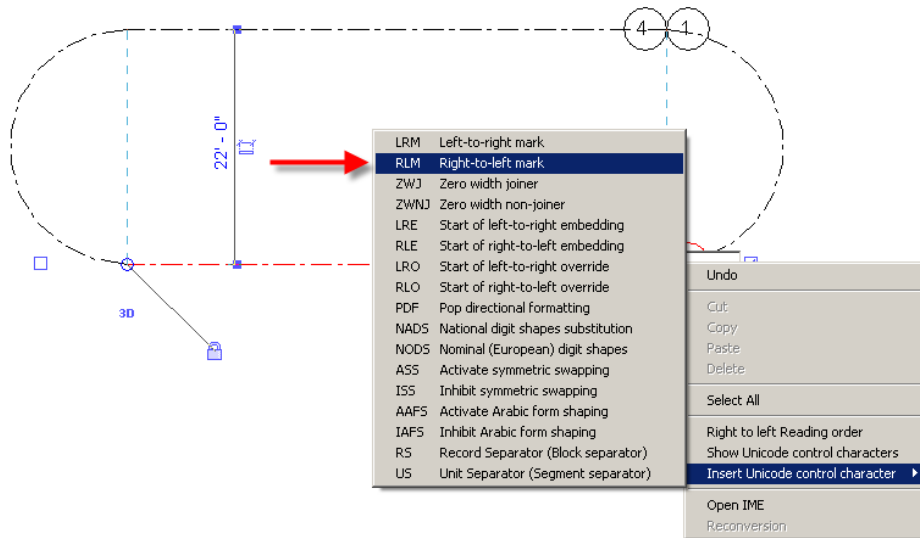 4 1
22' - 0"
3D
LRM Left-to-right mark
RLM Right-to-left mark
ZWJ Zero width joiner
ZWNJ Zero width non-joiner
LRE Start of left-to-right embedding
RLE Start of right-to-left embedding
LRO Start of left-to-right override
RLO Start of right-to-left override
PDF Pop directional formatting
NADS National digit shapes substitution
NODS Nominal (European) digit shapes
ASS Activate symmetric swapping
ISS Inhibit symmetric swapping
AAFS Activate Arabic form shaping
IAFS Inhibit Arabic form shaping
RS Record Separator (Block separator)
US Unit Separator (Segment separator)
Undo
Cut
Copy
Paste
Delete
Select All
Right to left Reading order
Show Unicode control characters
Insert Unicode control character
Open IME
Reconversion